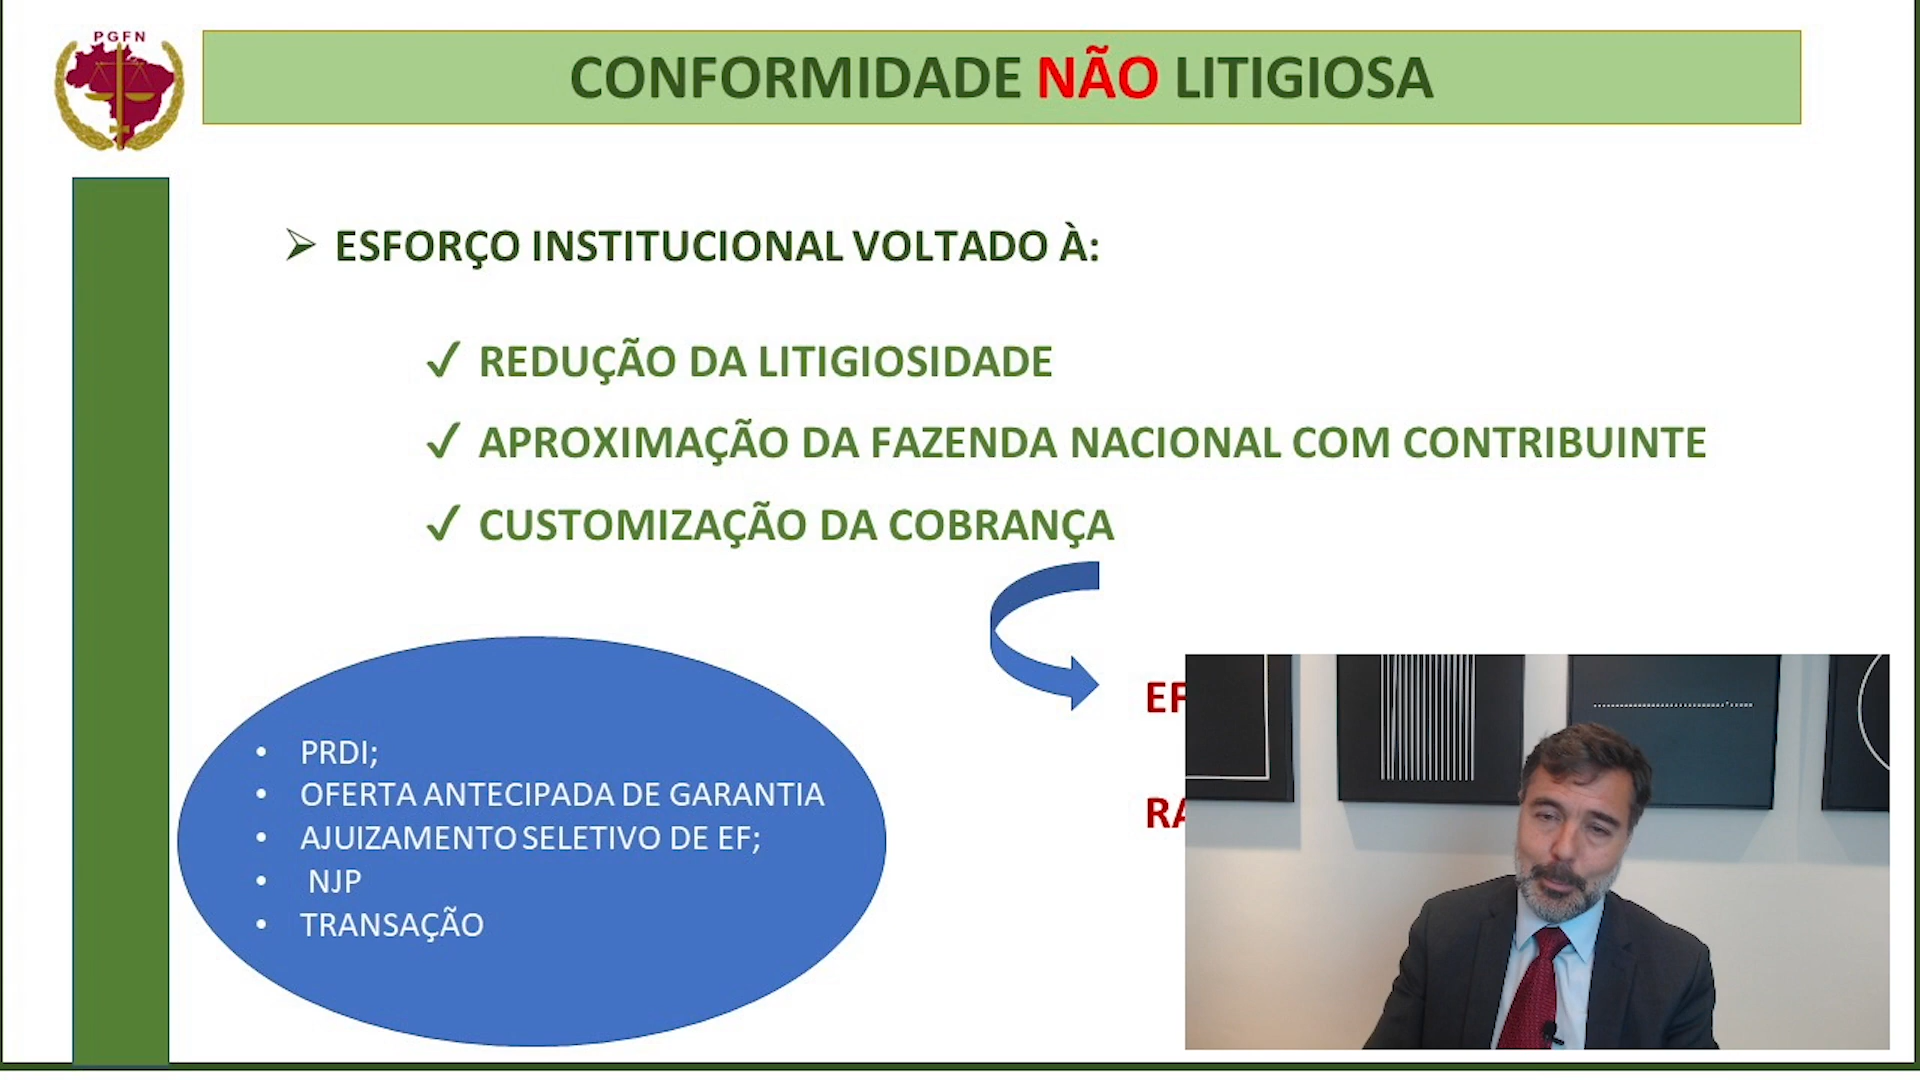 PGFN
CONFORMIDADE NÃO LITIGIOSA
➢ ESFORÇO INSTITUCIONAL VOLTADO À:
✓ REDUÇÃO DA LITIGIOSIDADE
✓ APROXIMAÇÃO DA FAZENDA NACIONAL COM CONTRIBUINTE
✓ CUSTOMIZAÇÃO DA COBRANÇA
• PRDI;
• OFERTA ANTECIPADA DE GARANTIA
• AJUIZAMENTO SELETIVO DE EF;
• NJP
• TRANSAÇÃO